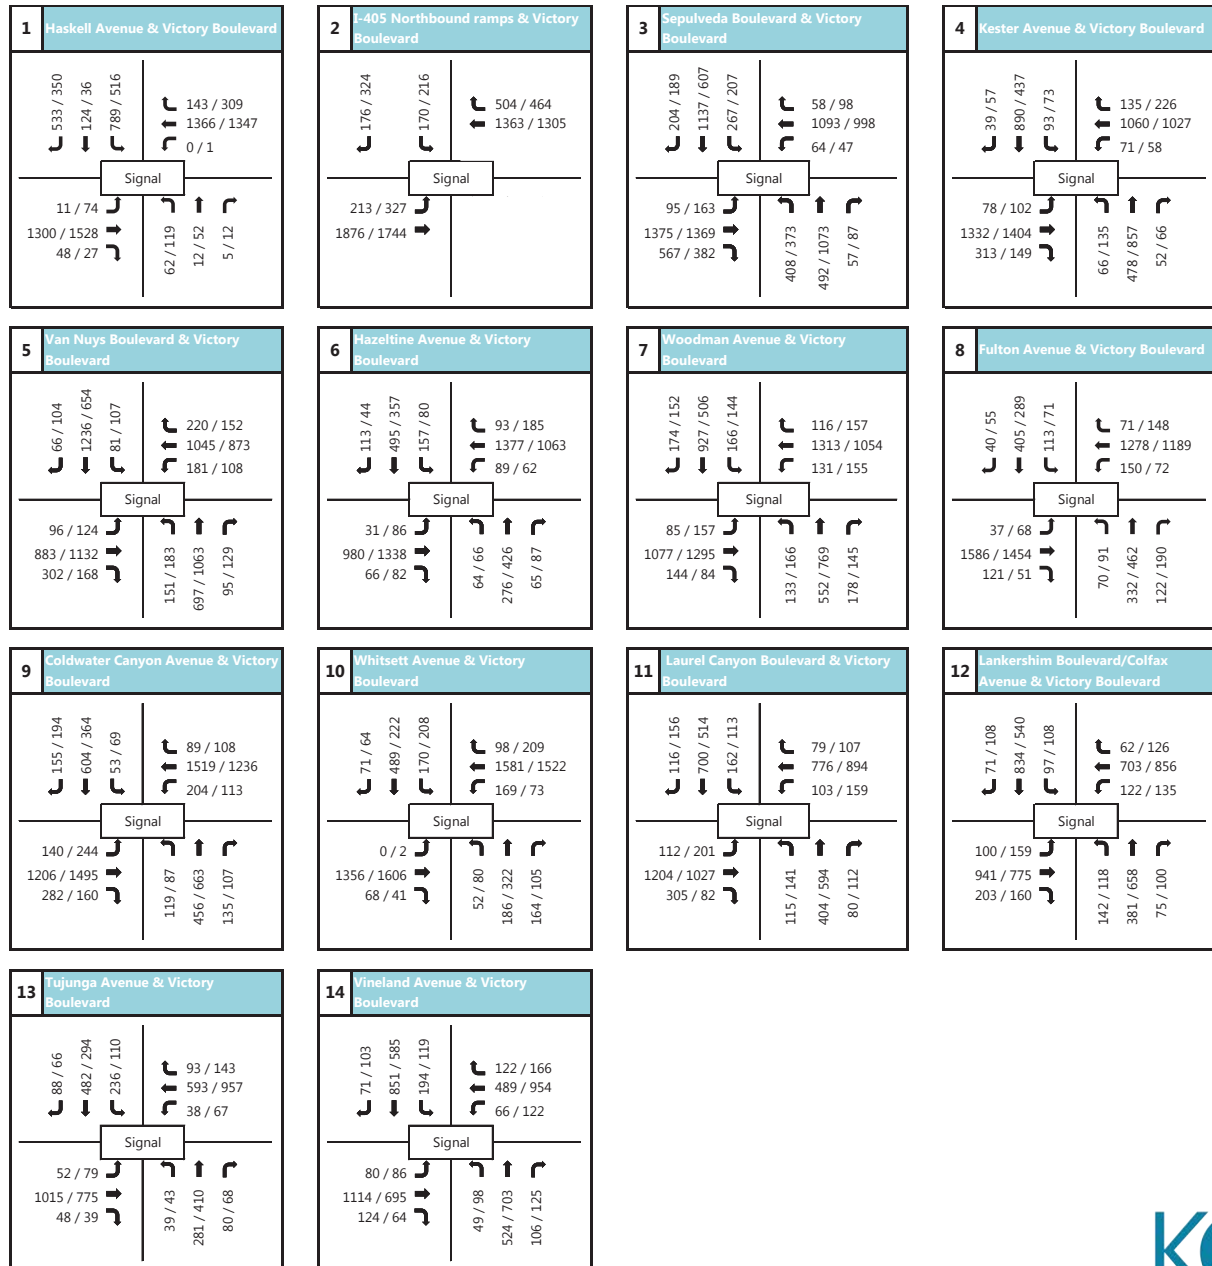 1 Haskell Avenue & Victory Boulevard
533 / 350
124 / 36
789 / 516
143 / 309
1366 / 1347
0 / 1
Signal
11 / 74
1300 / 1528
48 / 27
62 / 119
12 / 52
5 / 12
2 I-405 Northbound ramps & Victory
Boulevard
176 / 324
170 / 216
504 / 464
1363 / 1305
Signal
213 / 327
1876 / 1744
3 Sepulveda Boulevard & Victory
Boulevard
204 / 189
1137 / 607
267 / 207
58 / 98
1093 / 998
64 / 47
Signal
95 / 163
1375 / 1369
567 / 382
408 / 373
492 / 1073
57 / 87
4 Kester Avenue & Victory Boulevard
39 / 57
890 / 437
93 / 73
135 / 226
1060 / 1027
71 / 58
Signal
78 / 102
1332 / 1404
313 / 149
66 / 135
478 / 857
52 / 66
5 Van Nuys Boulevard & Victory
Boulevard
66 / 104
1236 / 654
81 / 107
220 / 152
1045 / 873
181 / 108
Signal
96 / 124
883 / 1132
302 / 168
151 / 183
697 / 1063
95 / 129
6 Hazeltine Avenue & Victory
Boulevard
113 / 44
495 / 357
157 / 80
93 / 185
1377 / 1063
89 / 62
Signal
31 / 86
980 / 1338
66 / 82
64 / 66
276 / 426
65 / 87
7 Woodman Avenue & Victory
Boulevard
174 / 152
927 / 506
166 / 144
116 / 157
1313 / 1054
131 / 155
Signal
85 / 157
1077 / 1295
144 / 84
133 / 166
552 / 769
178 / 145
8 Fulton Avenue & Victory Boulevard
40 / 55
405 / 289
113 / 71
71 / 148
1278 / 1189
150 / 72
Signal
37 / 68
1586 / 1454
121 / 51
70 / 91
332 / 462
122 / 190
9 Coldwater Canyon Avenue & Victory
Boulevard
155 / 194
604 / 364
53 / 69
89 / 108
1519 / 1236
204 / 113
Signal
140 / 244
1206 / 1495
282 / 160
119 / 87
456 / 663
135 / 107
10 Whitsett Avenue & Victory
Boulevard
71 / 64
489 / 222
170 / 208
98 / 209
1581 / 1522
169 / 73
Signal
0 / 2
1356 / 1606
68 / 41
52 / 80
186 / 322
164 / 105
11 Laurel Canyon Boulevard & Victory
Boulevard
116 / 156
700 / 514
162 / 113
79 / 107
776 / 894
103 / 159
Signal
112 / 201
1204 / 1027
305 / 82
115 / 141
404 / 594
80 / 112
12 Lankershim Boulevard/Colfax
Avenue & Victory Boulevard
71 / 108
834 / 540
97 / 108
62 / 126
703 / 856
122 / 135
Signal
100 / 159
941 / 775
203 / 160
142 / 118
381 / 658
75 / 100
13 Tujunga Avenue & Victory
Boulevard
88 / 66
482 / 294
236 / 110
93 / 143
593 / 957
38 / 67
Signal
52 / 79
1015 / 775
48 / 39
39 / 43
281 / 410
80 / 68
14 Vineland Avenue & Victory
Boulevard
71 / 103
851 / 585
194 / 119
122 / 166
489 / 954
66 / 122
Signal
80 / 86
1114 / 695
124 / 64
49 / 98
524 / 703
106 / 125